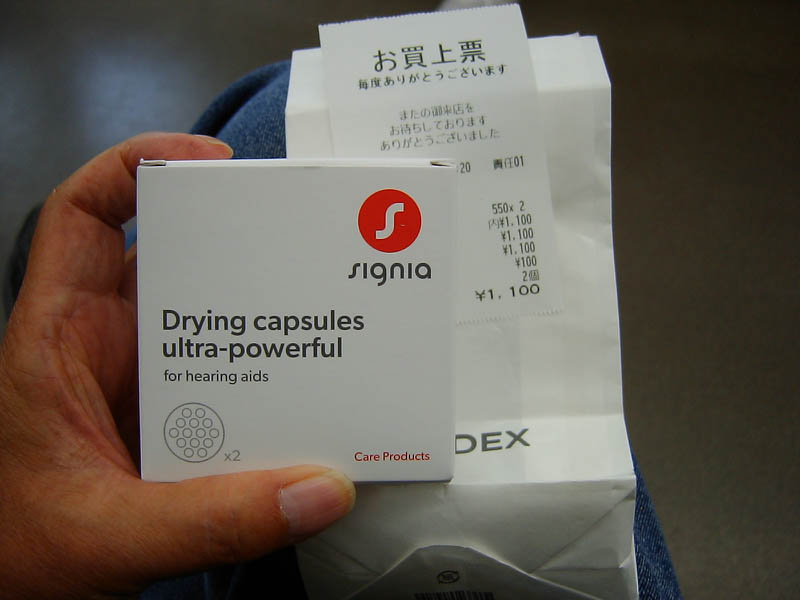 お買上票
毎度ありがとうございます
またの御来店を
お待ちしております
ありがとうございました
20 責任01
550x 2
内¥1,100
¥1,100
¥1,100
¥100
2個
¥1,100
signia
Drying capsules
ultra-powerful
for hearing aids
x2
Care Products
DEX